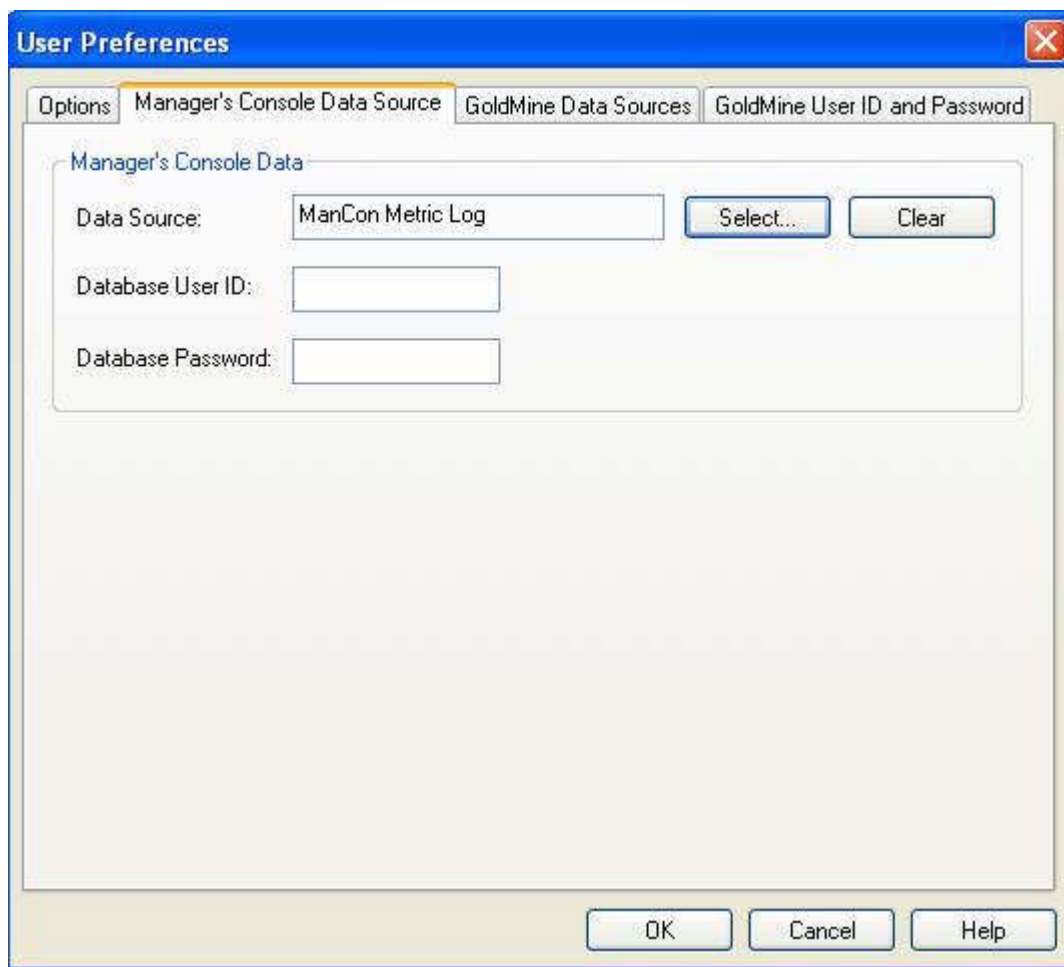 User Preferences
Options Manager's Console Data Source GoldMine Data Sources GoldMine User ID and Password
Manager's Console Data
Data Source: ManCon Metric Log Select... Clear
Database User ID:
Database Password:
OK Cancel Help